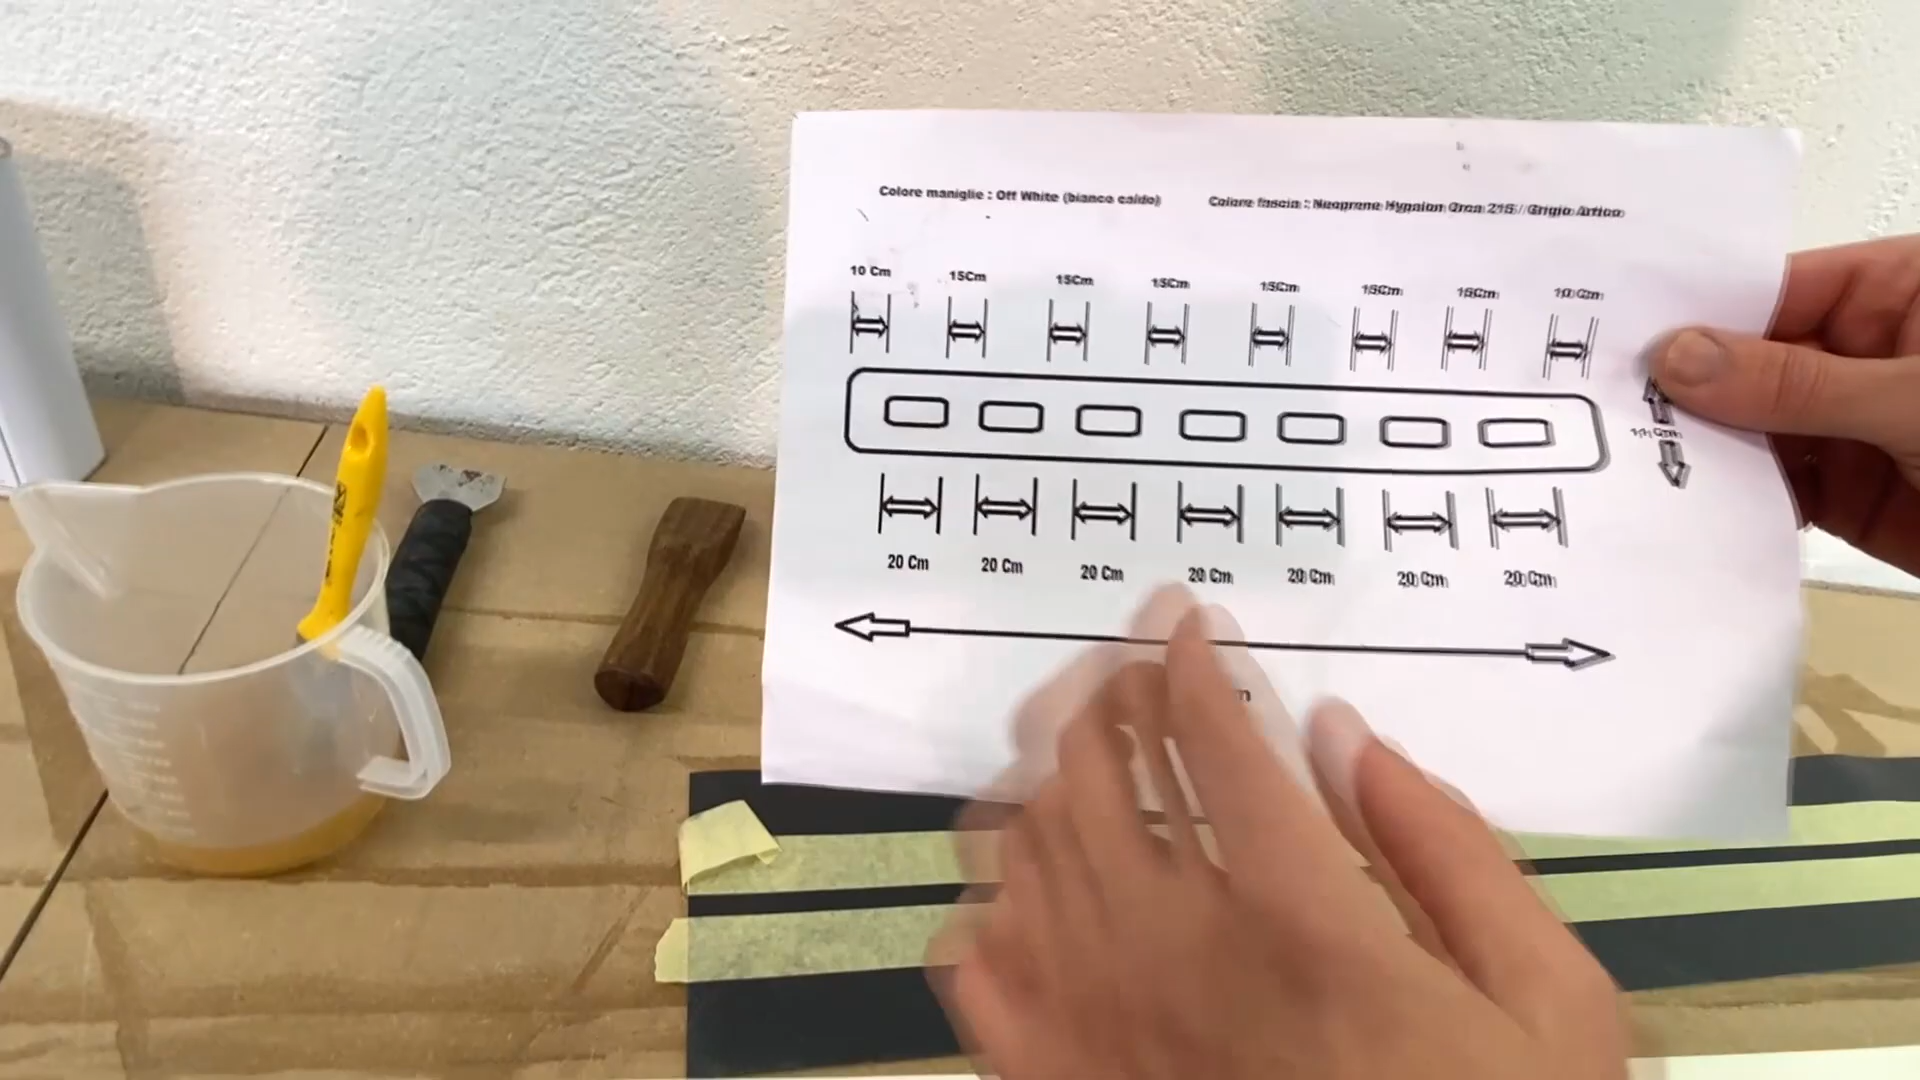 Colore maniglie : Off White (bianco caldo)
Colore fascia : Neoprene Hypalon Orca 215 // Grigio Artico
10 Cm 15Cm 15Cm 15Cm 15Cm 15Cm 15Cm 10 Cm
20 Cm 20 Cm 20 Cm 20 Cm 20 Cm 20 Cm 20 Cm